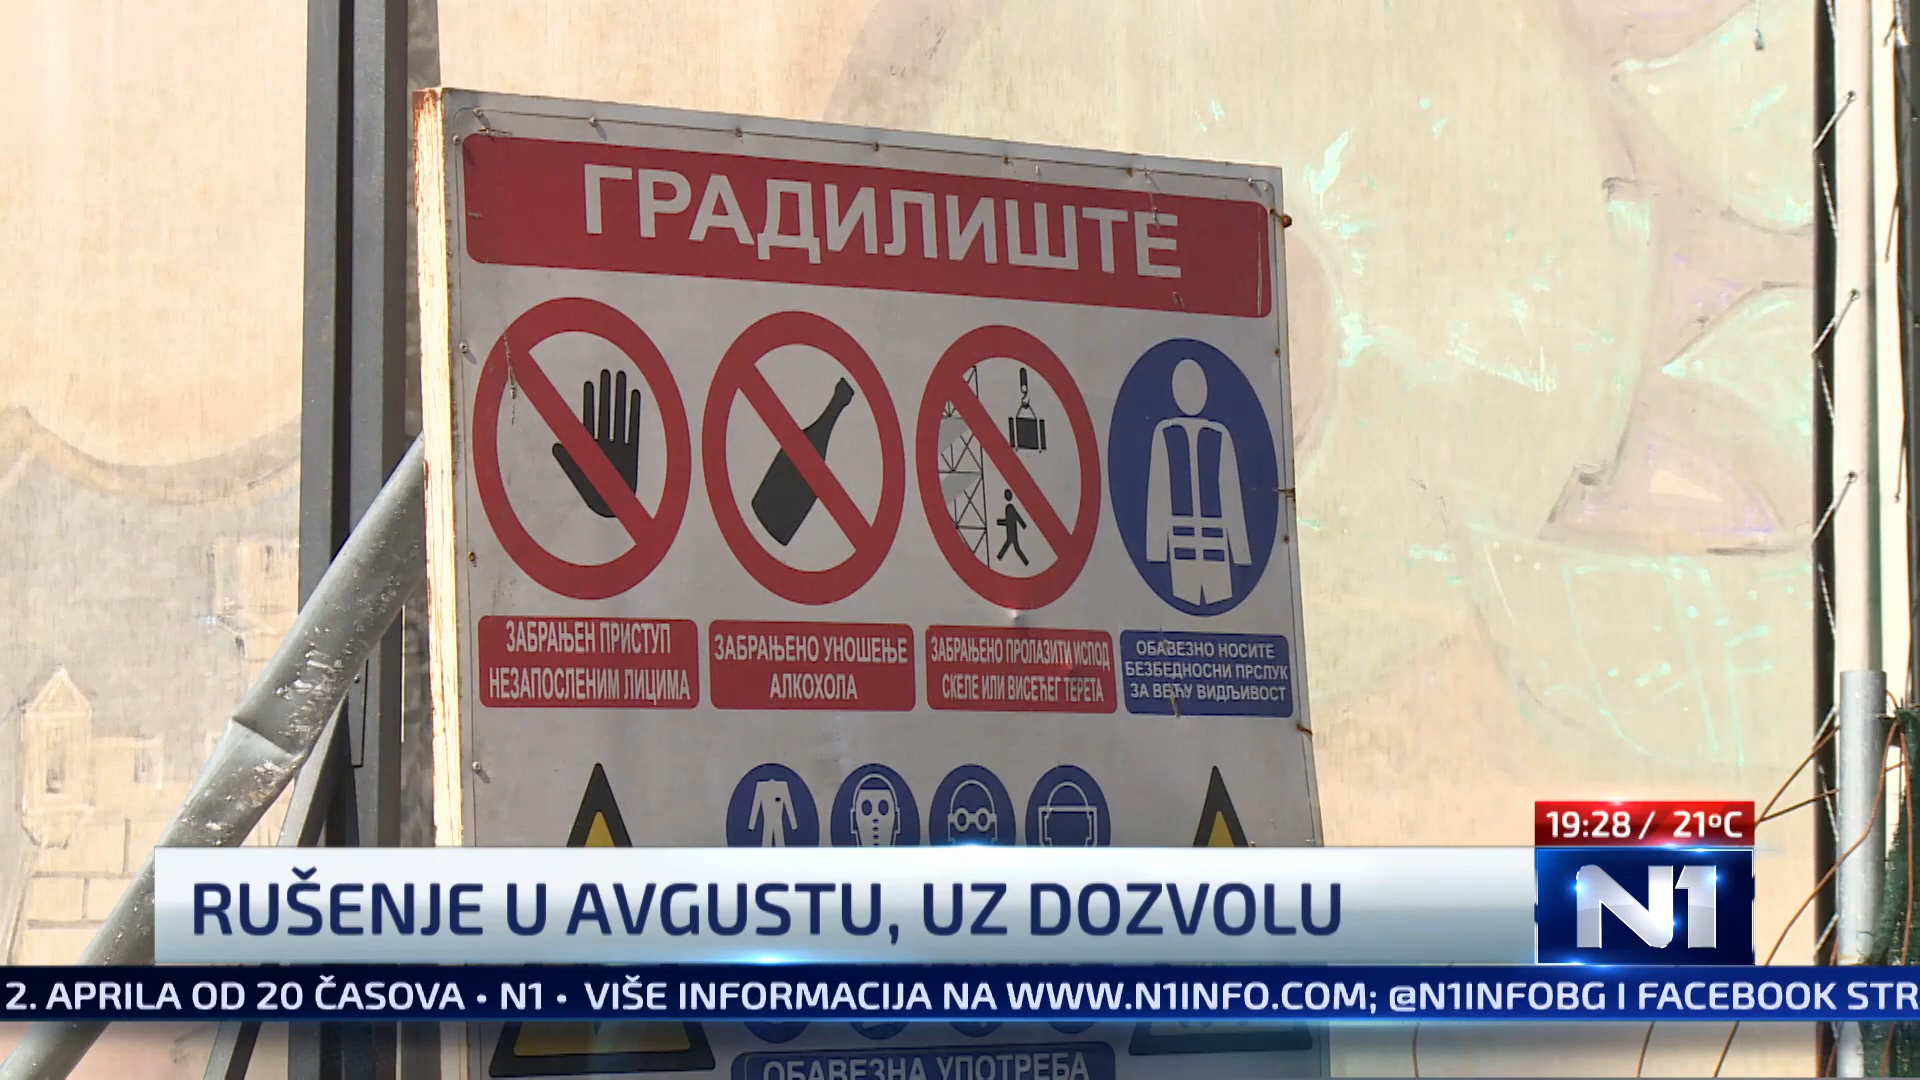 ГРАДИЛИШТЕ
ЗАБРАЊЕН ПРИСТУП
НЕЗАПОСЛЕНИМ ЛИЦИМА
ЗАБРАЊЕНО УНОШЕЊЕ
АЛКОХОЛА
ЗАБРАЊЕНО ПРОЛАЗИТИ ИСПОД
СКЕЛЕ ИЛИ ВИСЕЋЕГ ТЕРЕТА
ОБАВЕЗНО НОСИТЕ
БЕЗБЕДНОСНИ ПРСЛУК
ЗА ВЕЋУ ВИДЉИВОСТ
19:28 / 21ºC
RUŠENJE U AVGUSTU, UZ DOZVOLU
N1
2. APRILA OD 20 ČASOVA • N1 • VIŠE INFORMACIJA NA WWW.N1INFO.COM; @N1INFOBG I FACEBOOK STR
ОБАВЕЗНА УПОТРЕБА